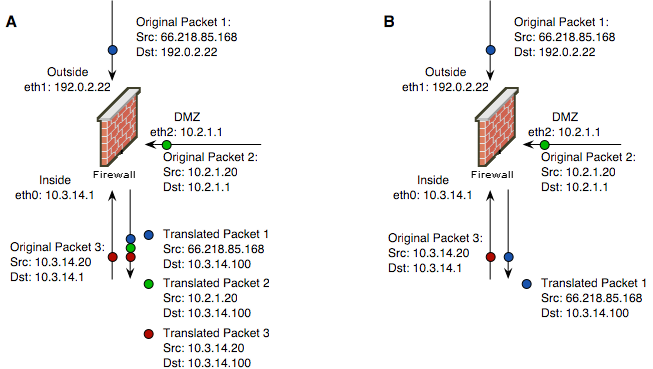 A
Original Packet 1:
Src: 66.218.85.168
Dst: 192.0.2.22
Outside
eth1: 192.0.2.22
DMZ
eth2: 10.2.1.1
Original Packet 2:
Src: 10.2.1.20
Dst: 10.2.1.1
Firewall
Inside
eth0: 10.3.14.1
Original Packet 3:
Src: 10.3.14.20
Dst: 10.3.14.1
Translated Packet 1
Src: 66.218.85.168
Dst: 10.3.14.100
Translated Packet 2
Src: 10.2.1.20
Dst: 10.3.14.100
Translated Packet 3
Src: 10.3.14.20
Dst: 10.3.14.100
B
Original Packet 1:
Src: 66.218.85.168
Dst: 192.0.2.22
Outside
eth1: 192.0.2.22
DMZ
eth2: 10.2.1.1
Original Packet 2:
Src: 10.2.1.20
Dst: 10.2.1.1
Firewall
Inside
eth0: 10.3.14.1
Original Packet 3:
Src: 10.3.14.20
Dst: 10.3.14.1
Translated Packet 1
Src: 66.218.85.168
Dst: 10.3.14.100